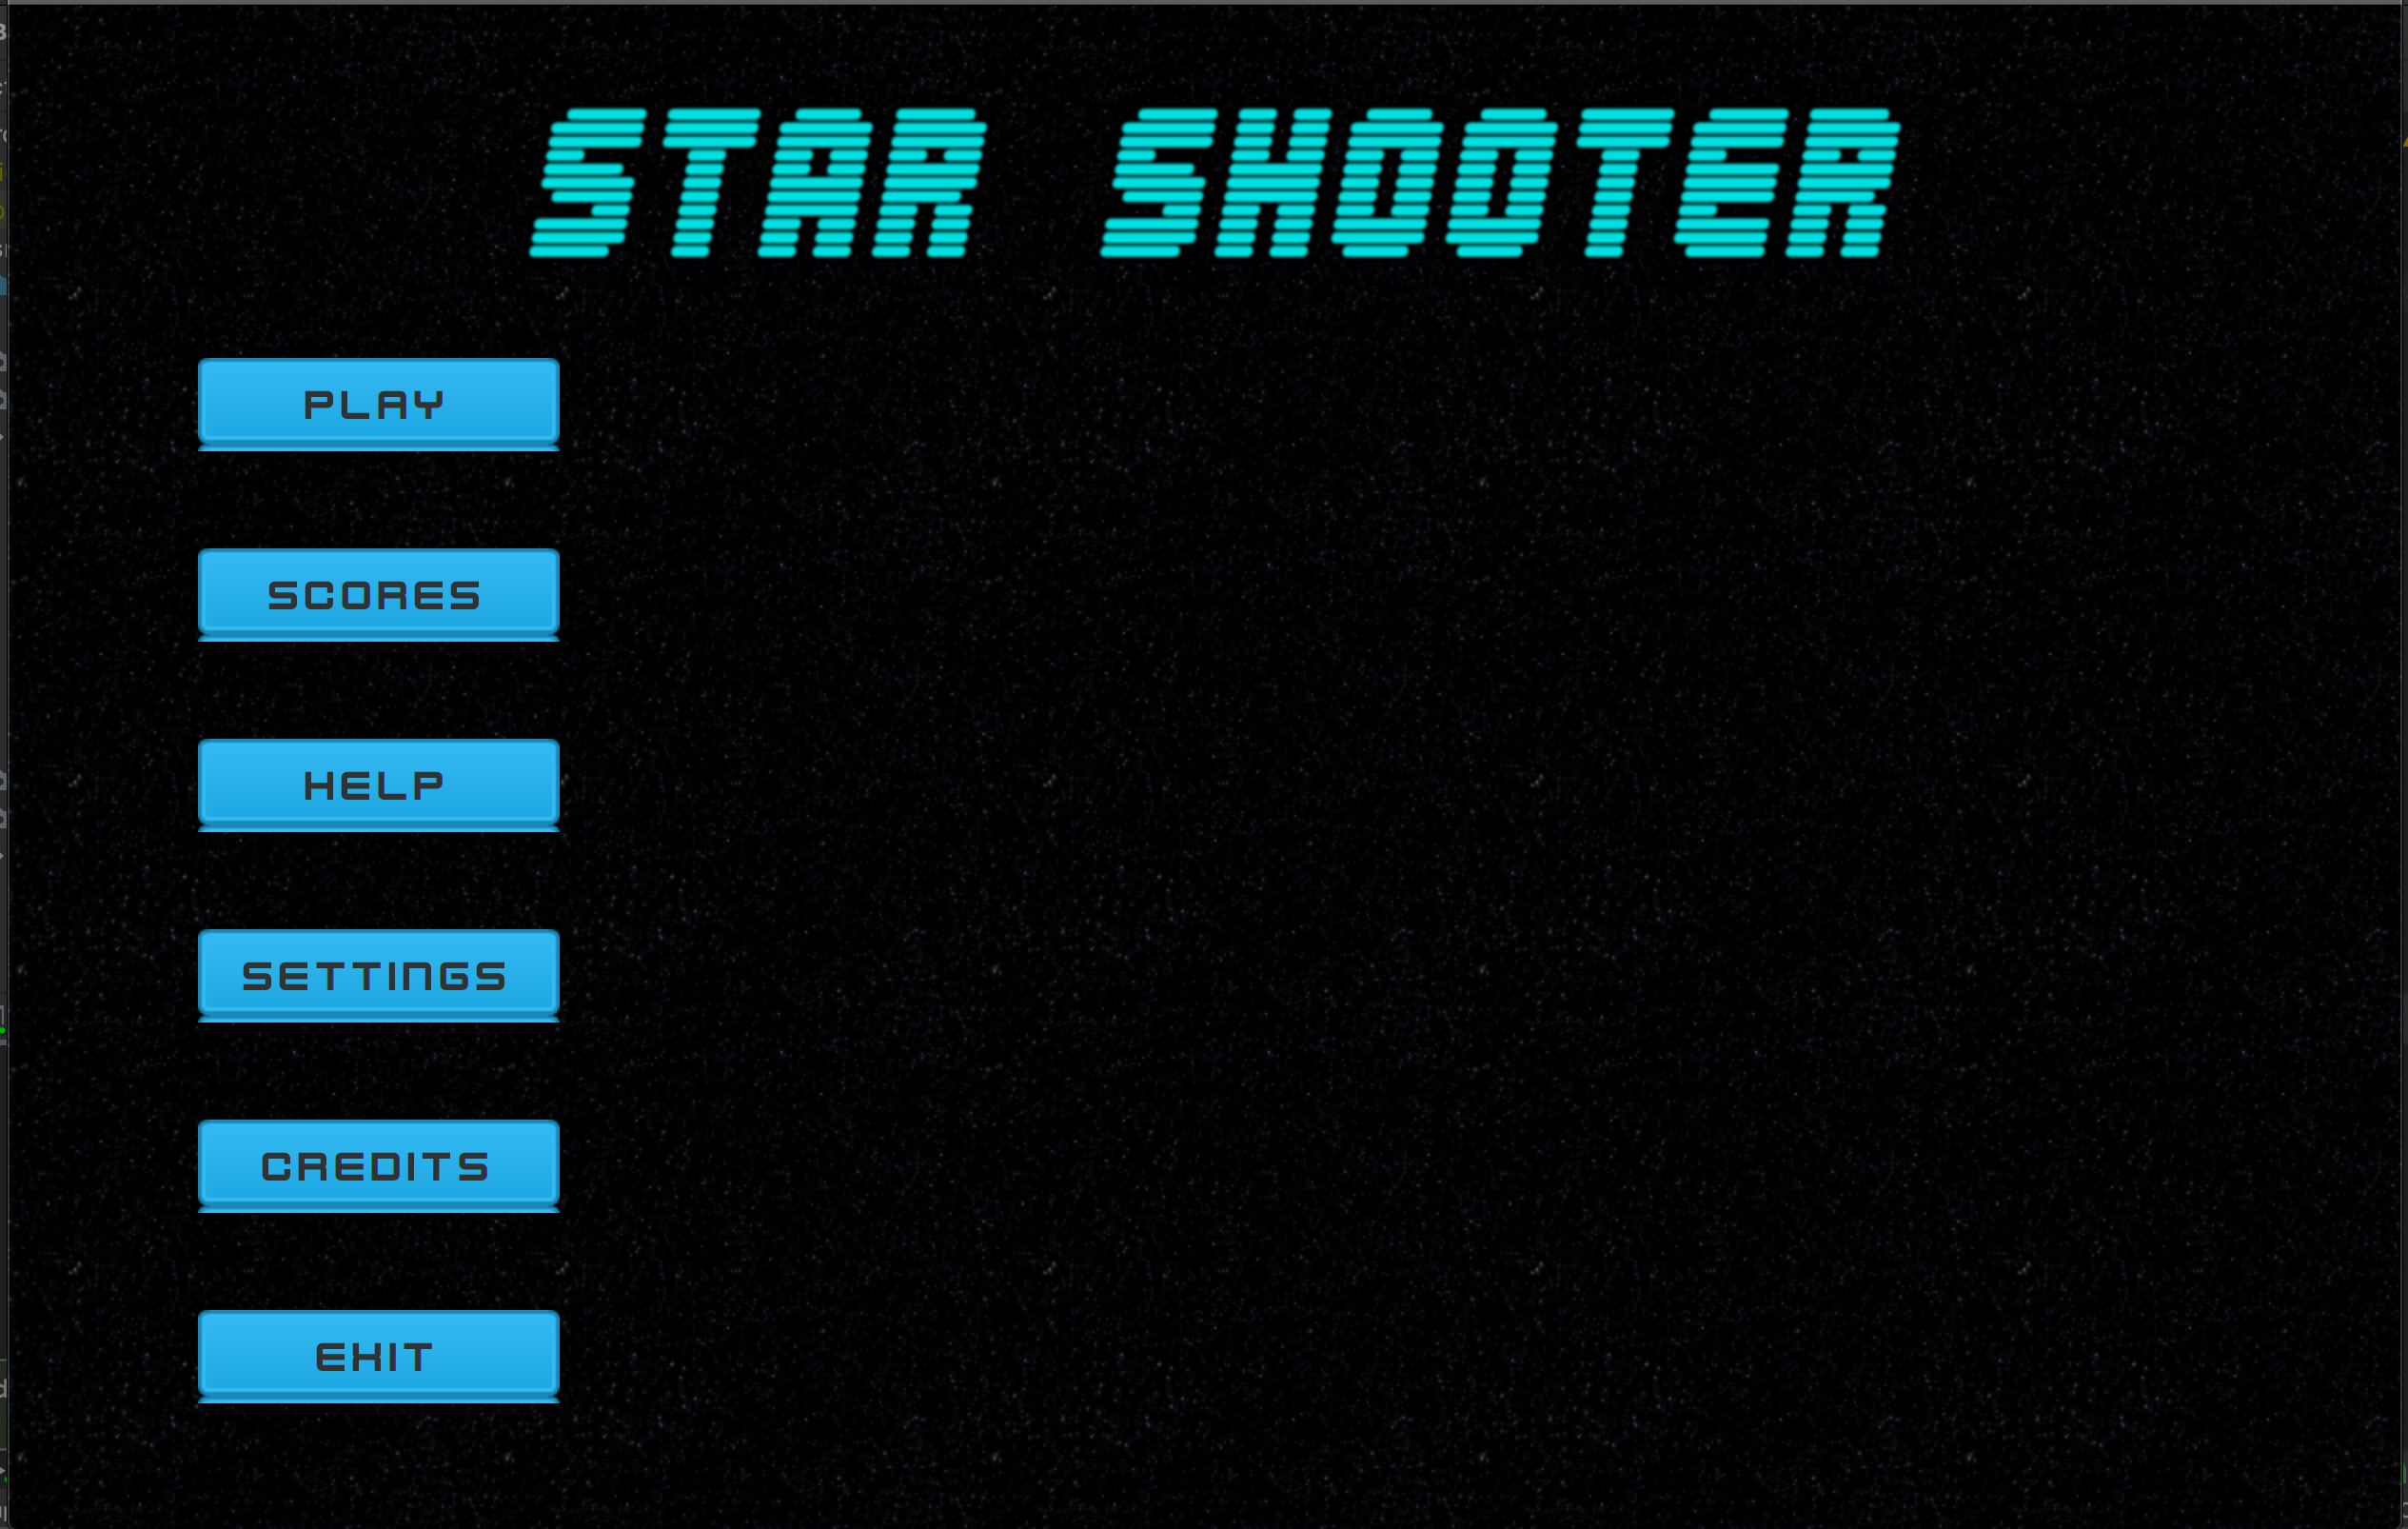 STAR SHOOTER
PLAY
SCORES
HELP
SETTINGS
CREDITS
EXIT